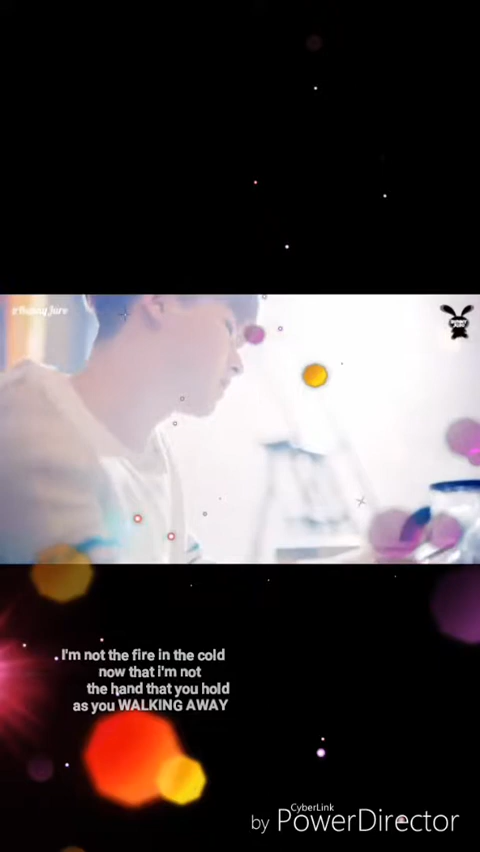 @BunnyJaro
I'm not the fire in the cold
now that i'm not
the hand that you hold
as you WALKING AWAY
CyberLink
by PowerDirector